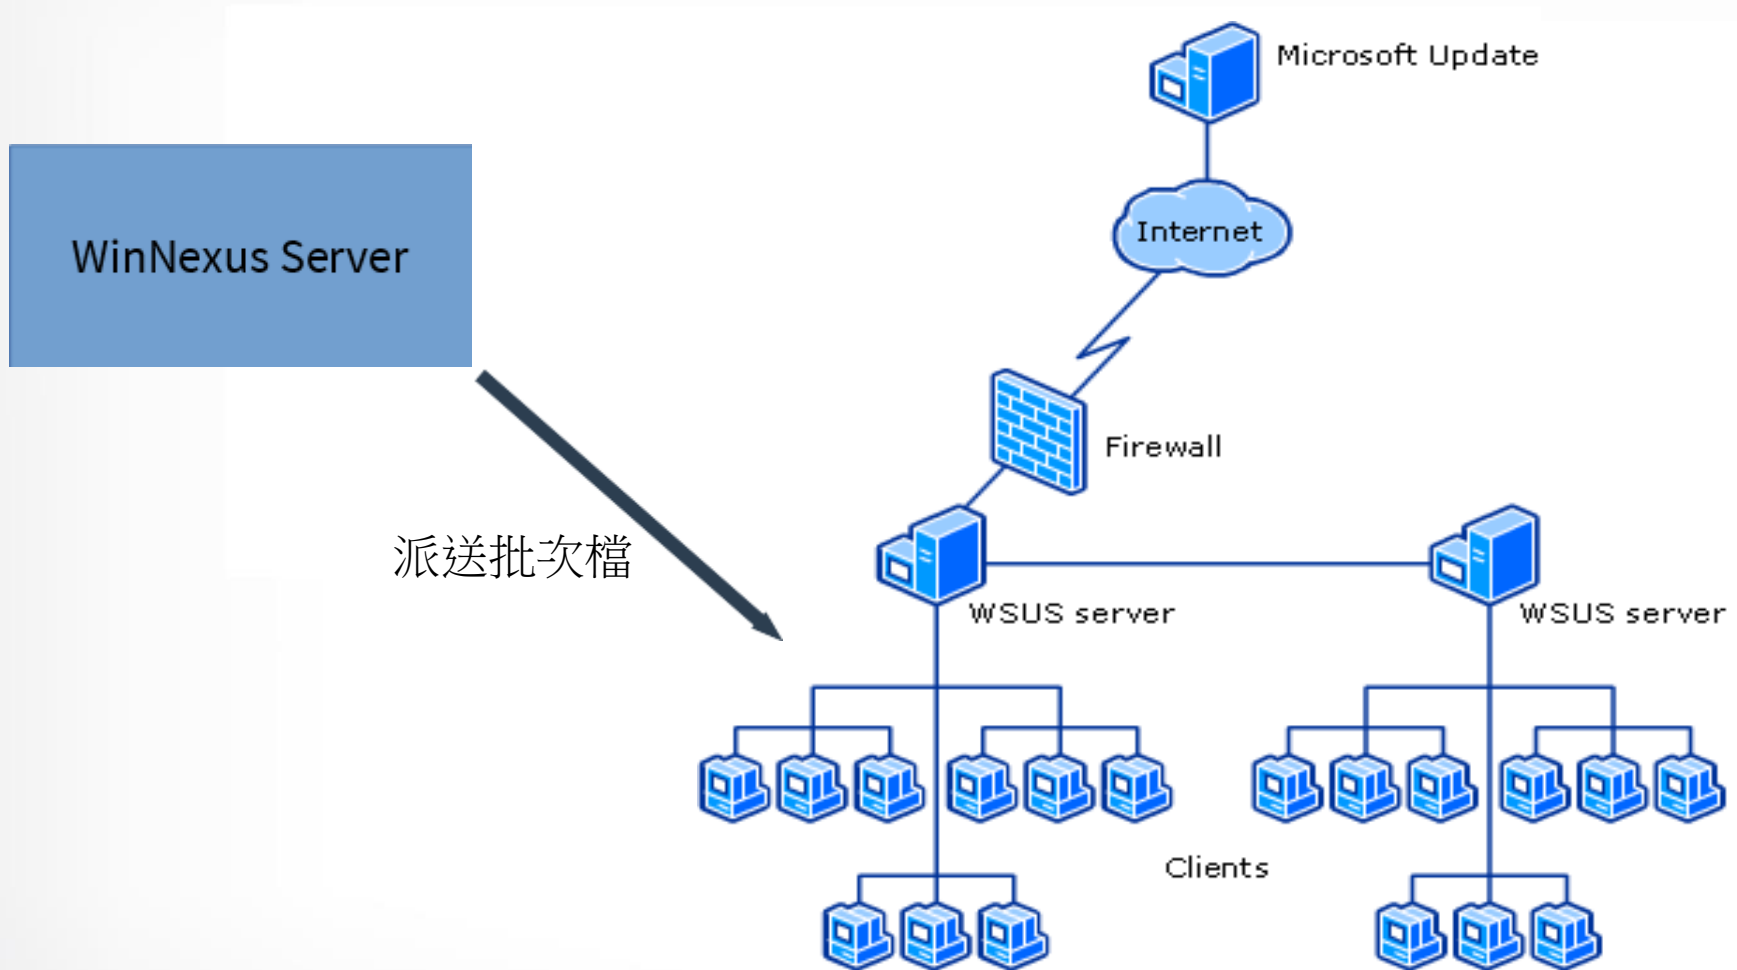 Microsoft Update
Internet
WinNexus Server
Firewall
派送批次檔
WSUS server
WSUS server
Clients